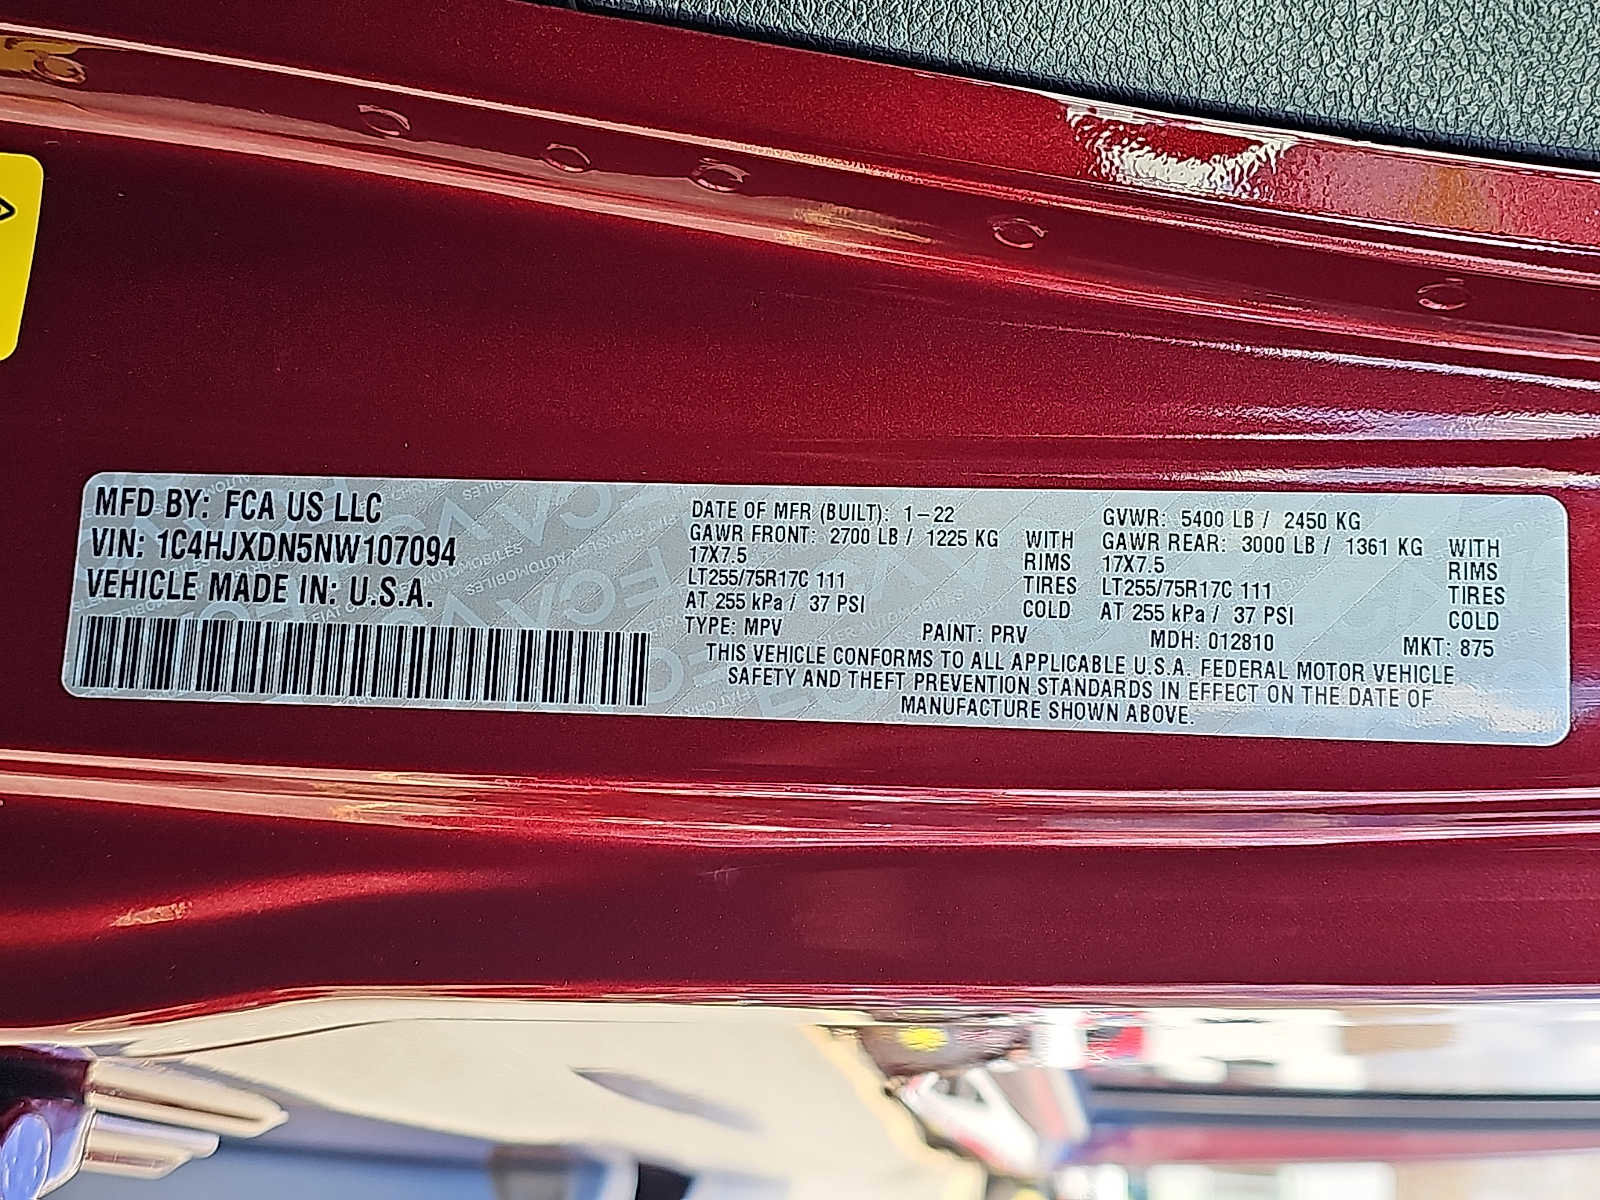 MFD BY: FCA US LLC
VIN: 1C4HJXDN5NW107094
VEHICLE MADE IN: U.S.A.
DATE OF MFR (BUILT): 1-22
GAWR FRONT: 2700 LB / 1225 KG WITH
17X7.5 RIMS
LT255/75R17C 111 TIRES
AT 255 kPa / 37 PSI COLD
GVWR: 5400 LB / 2450 KG
GAWR REAR: 3000 LB / 1361 KG WITH
17X7.5 RIMS
LT255/75R17C 111 TIRES
AT 255 kPa / 37 PSI COLD
TYPE: MPV PAINT: PRV MDH: 012810 MKT: 875
THIS VEHICLE CONFORMS TO ALL APPLICABLE U.S.A. FEDERAL MOTOR VEHICLE
SAFETY AND THEFT PREVENTION STANDARDS IN EFFECT ON THE DATE OF
MANUFACTURE SHOWN ABOVE.